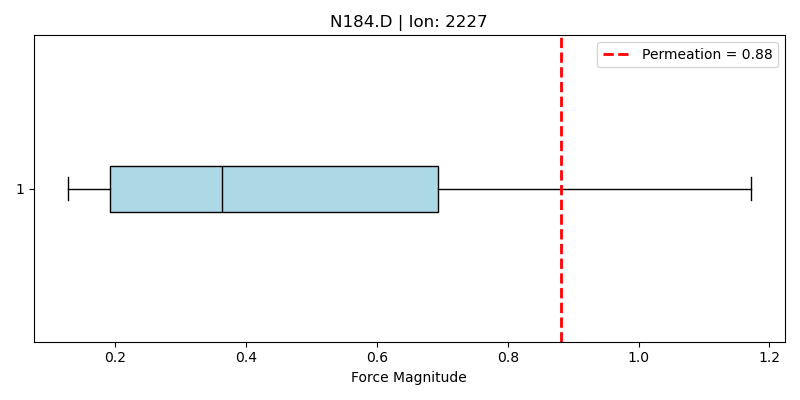 N184.D | Ion: 2227
Permeation = 0.88
1
0.2 0.4 0.6 0.8 1.0 1.2
Force Magnitude